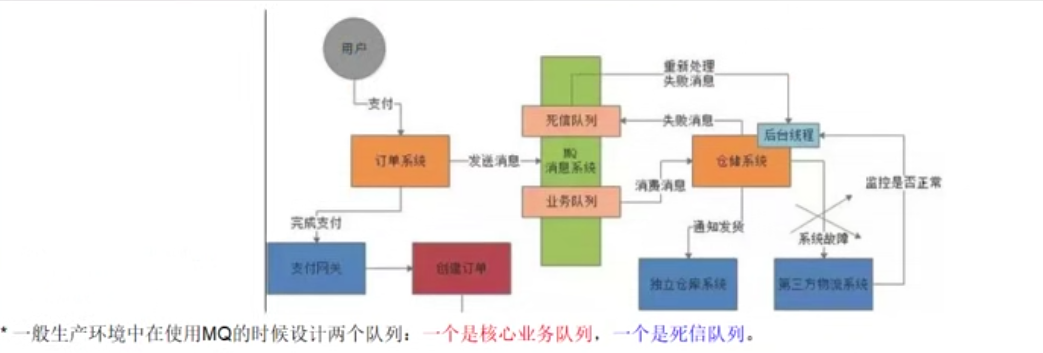 用户
支付
订单系统
发送消息
完成支付
支付网关
创建订单
死信队列
MQ
消息系统
业务队列
重新处理
失败消息
失败消息
后台线程
仓储系统
消费消息
监控是否正常
通知发货
系统故障
独立仓库系统
第三方物流系统
* 一般生产环境中在使用MQ的时候设计两个队列：一个是核心业务队列，一个是死信队列。